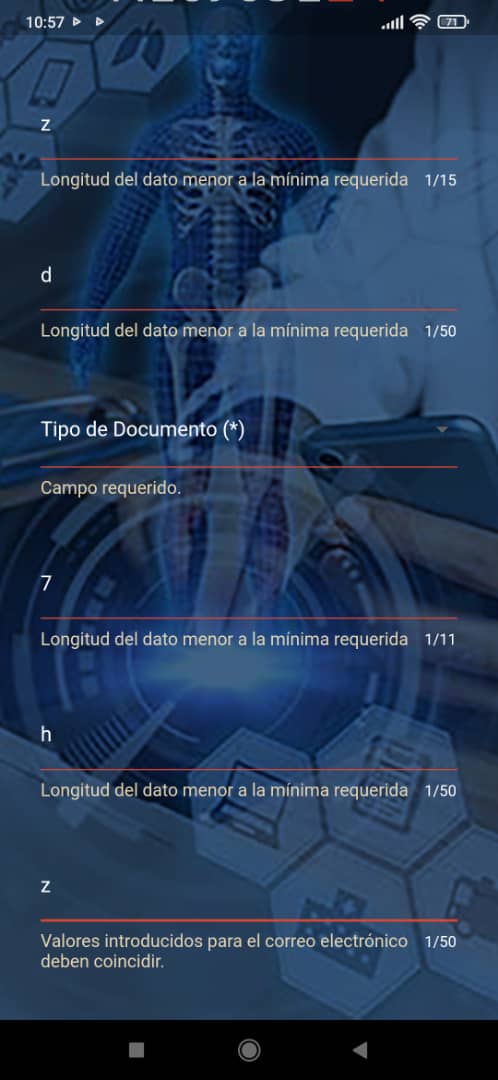 10:57
71
z
Longitud del dato menor a la mínima requerida 1/15
d
Longitud del dato menor a la mínima requerida 1/50
Tipo de Documento (*)
Campo requerido.
7
Longitud del dato menor a la mínima requerida 1/11
h
Longitud del dato menor a la mínima requerida 1/50
z
Valores introducidos para el correo electrónico 1/50
deben coincidir.